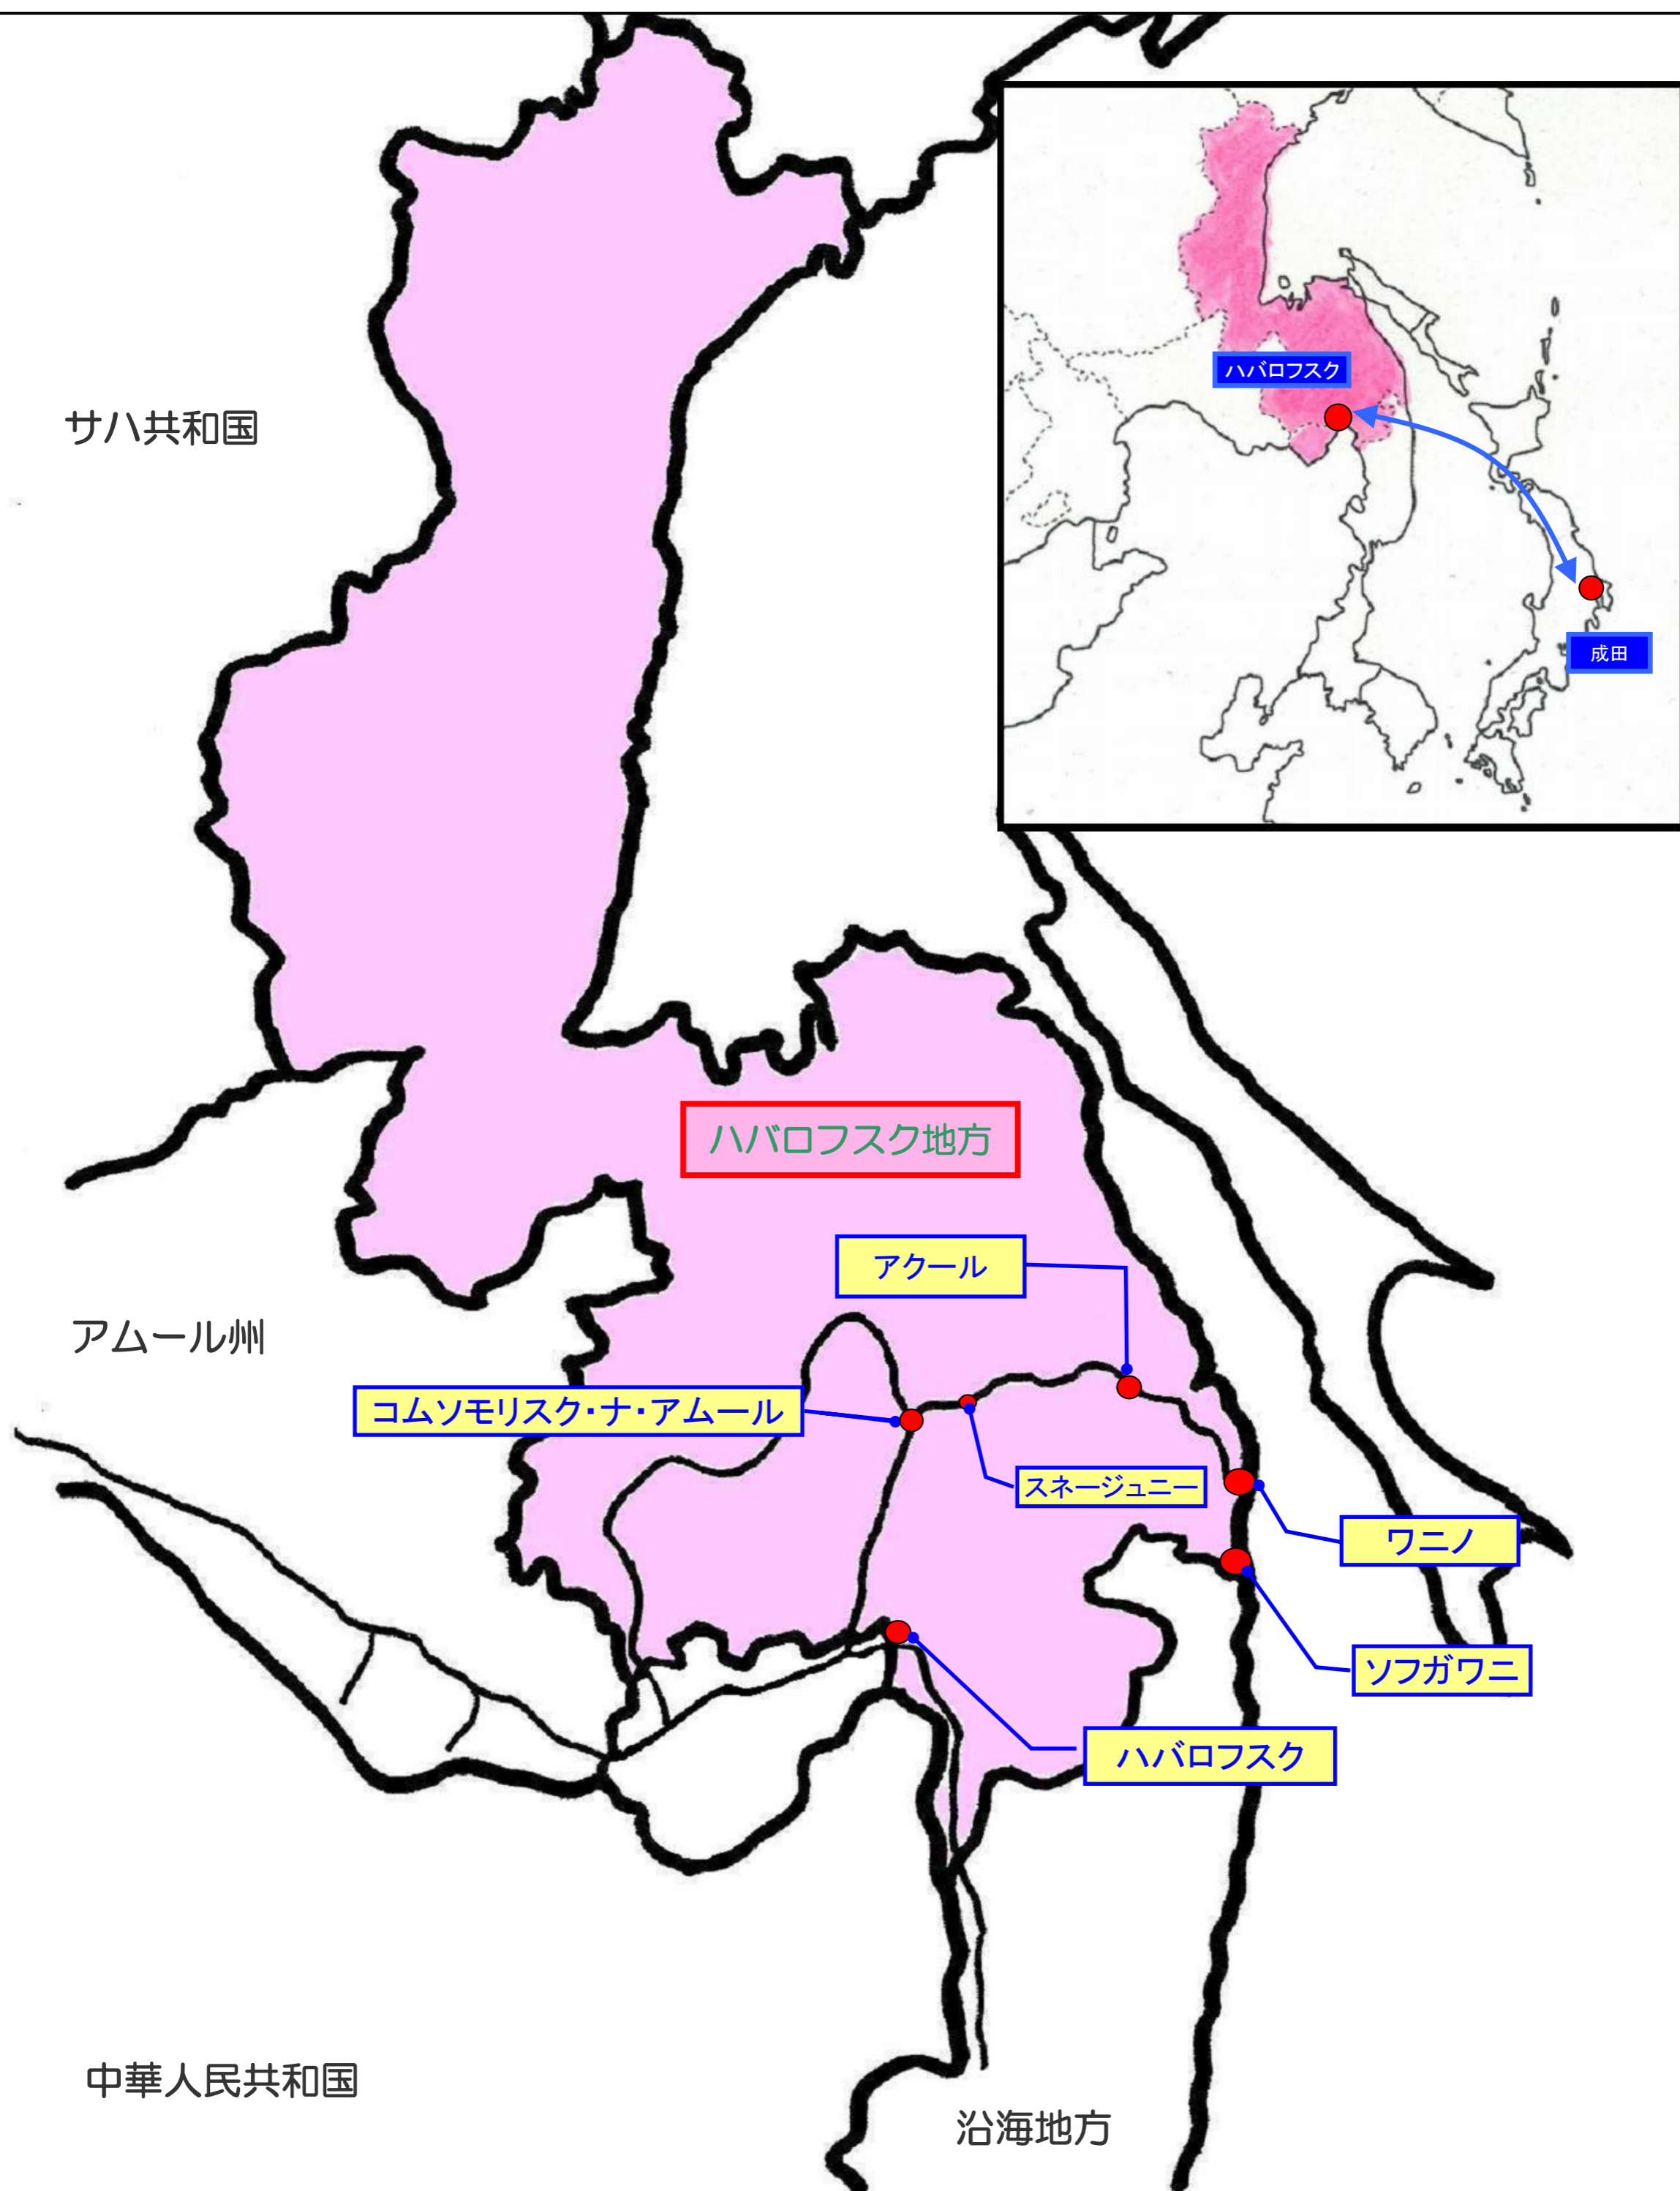 ハバロフスク
サハ共和国
成田
ハバロフスク地方
アクール
アムール州
コムソモリスク・ナ・アムール
スネージュニー
ワニノ
ソフガワニ
ハバロフスク
中華人民共和国
沿海地方